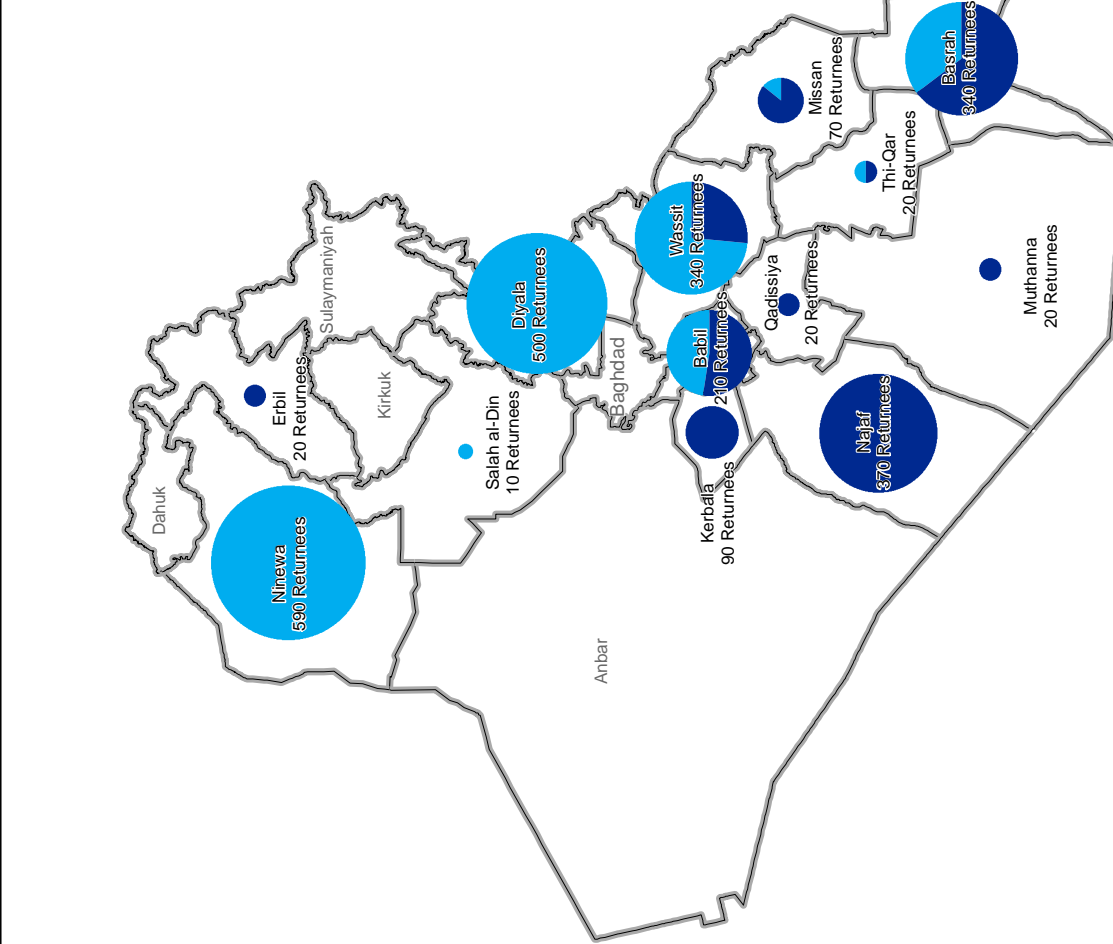 Dahuk
Ninewa
590 Returnees
Erbil
20 Returnees
Sulaymaniyah
Kirkuk
Salah al-Din
10 Returnees
Diyala
500 Returnees
Anbar
Baghdad
Kerbala
90 Returnees
Babil
210 Returnees
Wassit
340 Returnees
Qadissiya
20 Returnees
Najaf
370 Returnees
Missan
70 Returnees
Thi-Qar
20 Returnees
Basrah
340 Returnees
Muthanna
20 Returnees